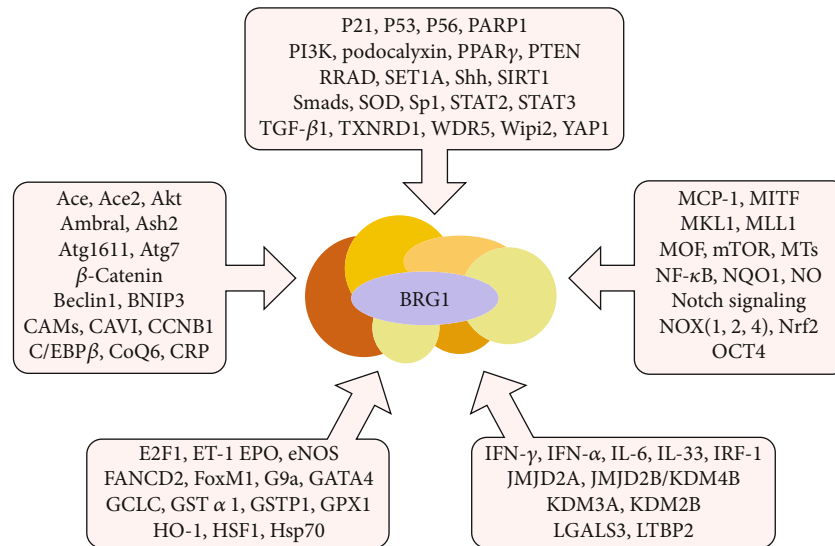 P21, P53, P56, PARP1
PI3K, podocalyxin, PPARγ, PTEN
RRAD, SET1A, Shh, SIRT1
Smads, SOD, Sp1, STAT2, STAT3
TGF-β1, TXNRD1, WDR5, Wipi2, YAP1
Ace, Ace2, Akt
Ambral, Ash2
Atg1611, Atg7
β-Catenin
Beclin1, BNIP3
CAMs, CAVI, CCNB1
C/EBPβ, CoQ6, CRP
BRG1
MCP-1, MITF
MKL1, MLL1
MOF, mTOR, MTs
NF-κB, NQO1, NO
Notch signaling
NOX(1, 2, 4), Nrf2
OCT4
E2F1, ET-1 EPO, eNOS
FANCD2, FoxM1, G9a, GATA4
GCLC, GST α 1, GSTP1, GPX1
HO-1, HSF1, Hsp70
IFN-γ, IFN-α, IL-6, IL-33, IRF-1
JMJD2A, JMJD2B/KDM4B
KDM3A, KDM2B
LGALS3, LTBP2